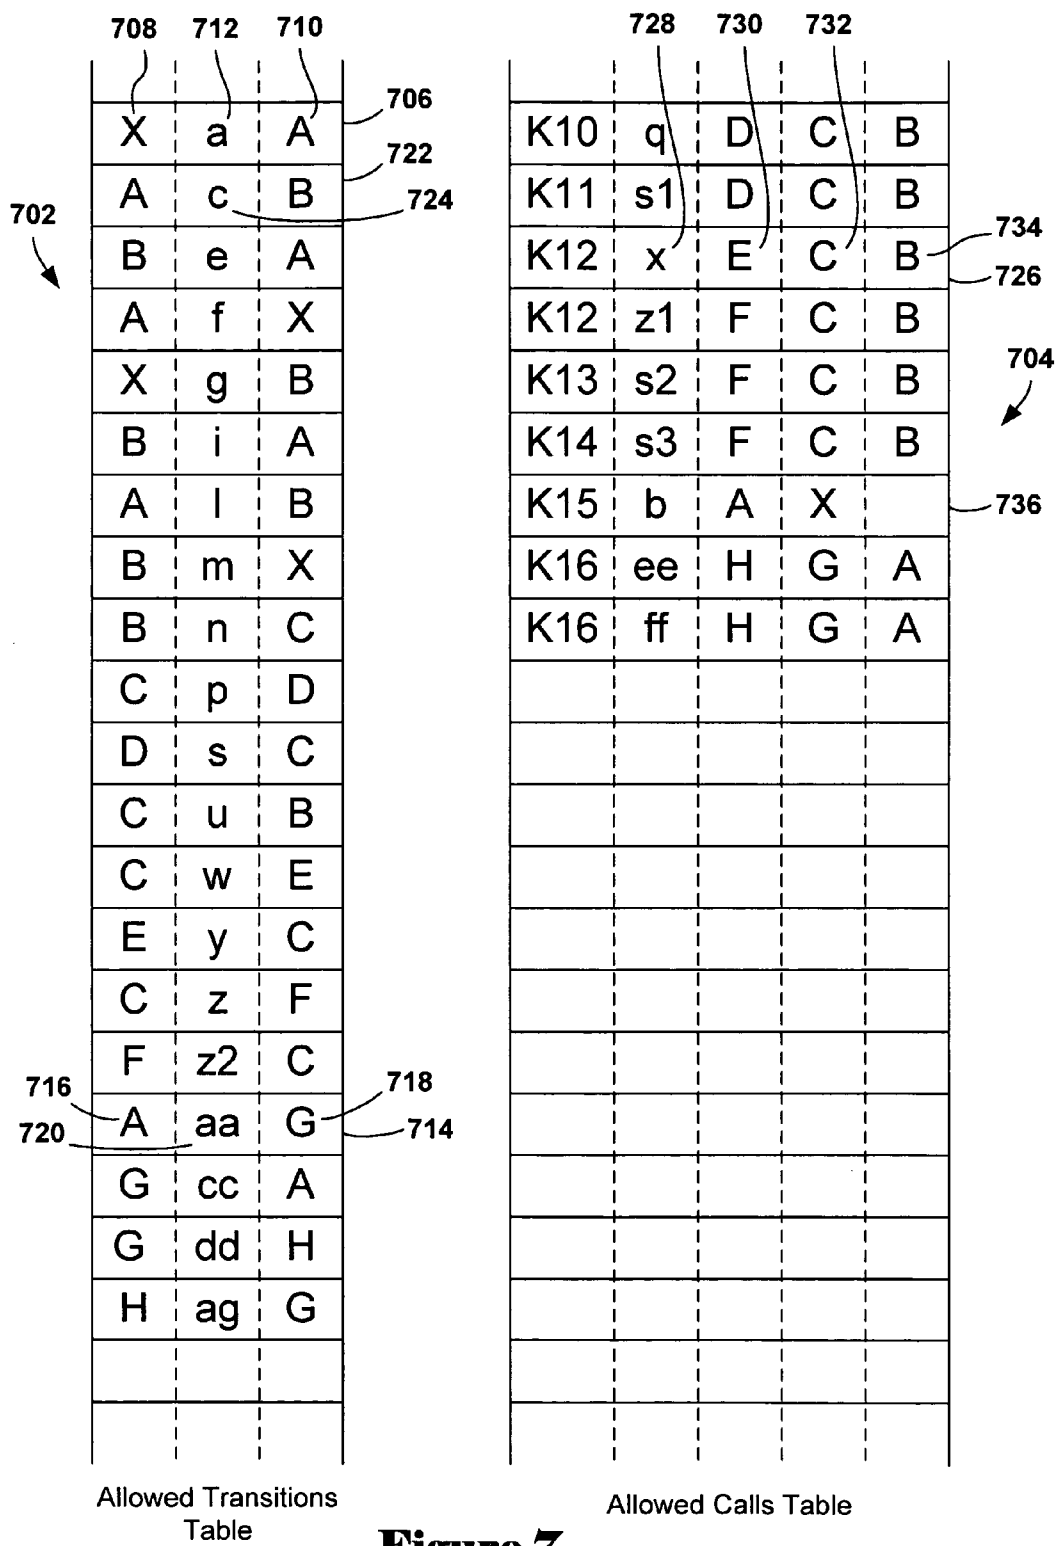 708 712 710
728 730 732
X a A 706
A c B 722
724
702
B e A
A f X
X g B
B i A
A l B
B m X
B n C
C p D
D s C
C u B
C w E
E y C
C z F
F z2 C
716 A aa G 718
720 714
G cc A
G dd H
H ag G
Allowed Transitions
Table
K10 q D C B
K11 s1 D C B
K12 x E C B 734
726
K12 z1 F C B
704
K13 s2 F C B
K14 s3 F C B
K15 b A X 736
K16 ee H G A
K16 ff H G A
Allowed Calls Table
Figure 7